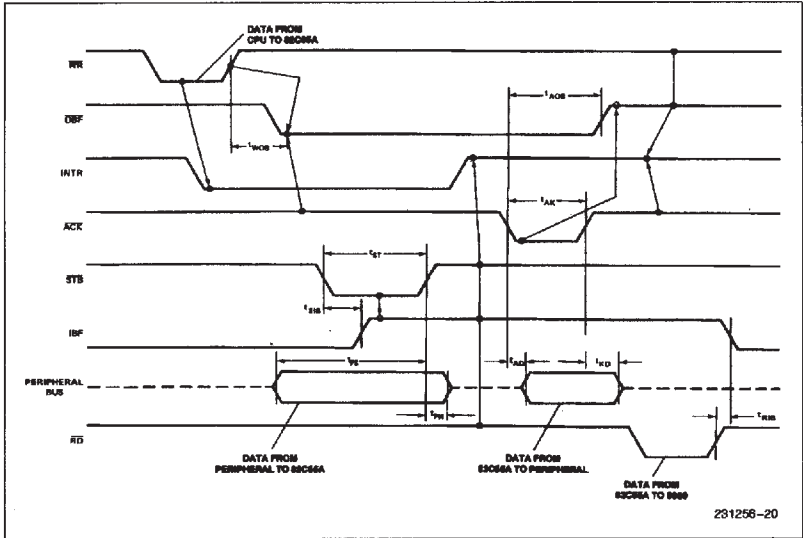 DATA FROM
CPU TO 82C55A
WR
OBF
tAOB
tWOB
INTR
tAK
ACK
tST
STB
tSIB
IBF
tPS
tAD
tKD
PERIPHERAL
BUS
tPH
tRIB
RD
DATA FROM
PERIPHERAL TO 82C55A
DATA FROM
82C55A TO PERIPHERAL
DATA FROM
82C55A TO 8080
231256–20